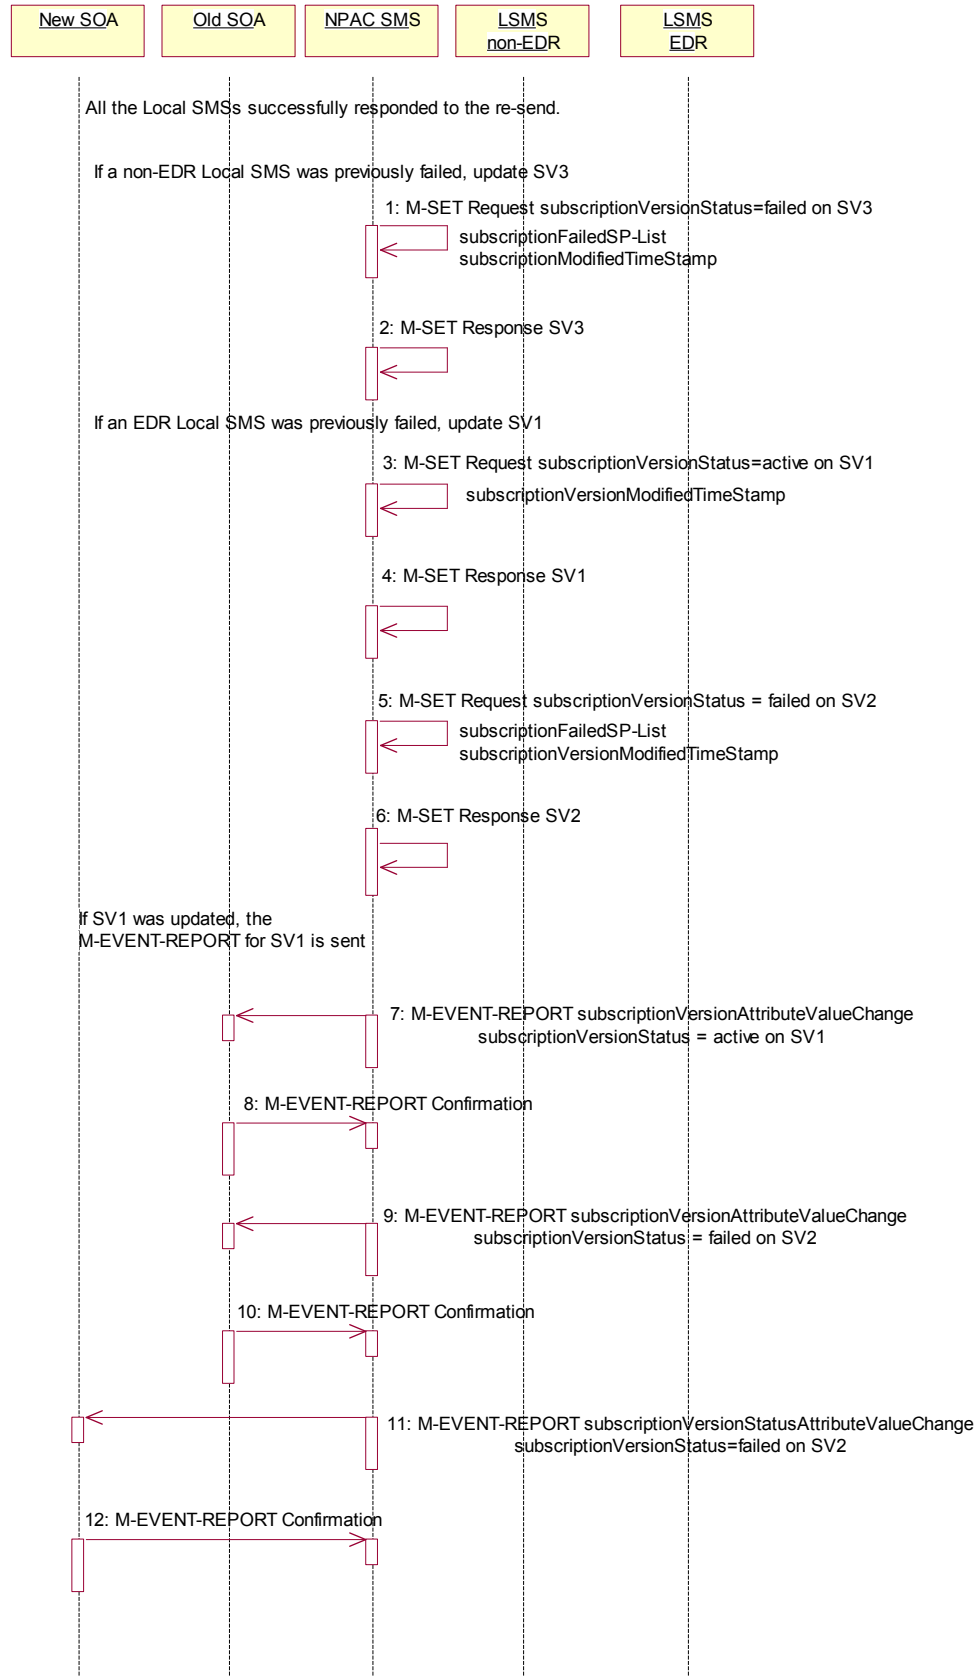 New SOA
Old SOA
NPAC SMS
LSMS
non-EDR
LSMS
EDR
All the Local SMSs successfully responded to the re-send.
If a non-EDR Local SMS was previously failed, update SV3
1: M-SET Request subscriptionVersionStatus=failed on SV3
subscriptionFailedSP-List
subscriptionModifiedTimeStamp
2: M-SET Response SV3
If an EDR Local SMS was previously failed, update SV1
3: M-SET Request subscriptionVersionStatus=active on SV1
subscriptionVersionModifiedTimeStamp
4: M-SET Response SV1
5: M-SET Request subscriptionVersionStatus = failed on SV2
subscriptionFailedSP-List
subscriptionVersionModifiedTimeStamp
6: M-SET Response SV2
If SV1 was updated, the
M-EVENT-REPORT for SV1 is sent
7: M-EVENT-REPORT subscriptionVersionAttributeValueChange
subscriptionVersionStatus = active on SV1
8: M-EVENT-REPORT Confirmation
9: M-EVENT-REPORT subscriptionVersionAttributeValueChange
subscriptionVersionStatus = failed on SV2
10: M-EVENT-REPORT Confirmation
11: M-EVENT-REPORT subscriptionVersionStatusAttributeValueChange
subscriptionVersionStatus=failed on SV2
12: M-EVENT-REPORT Confirmation